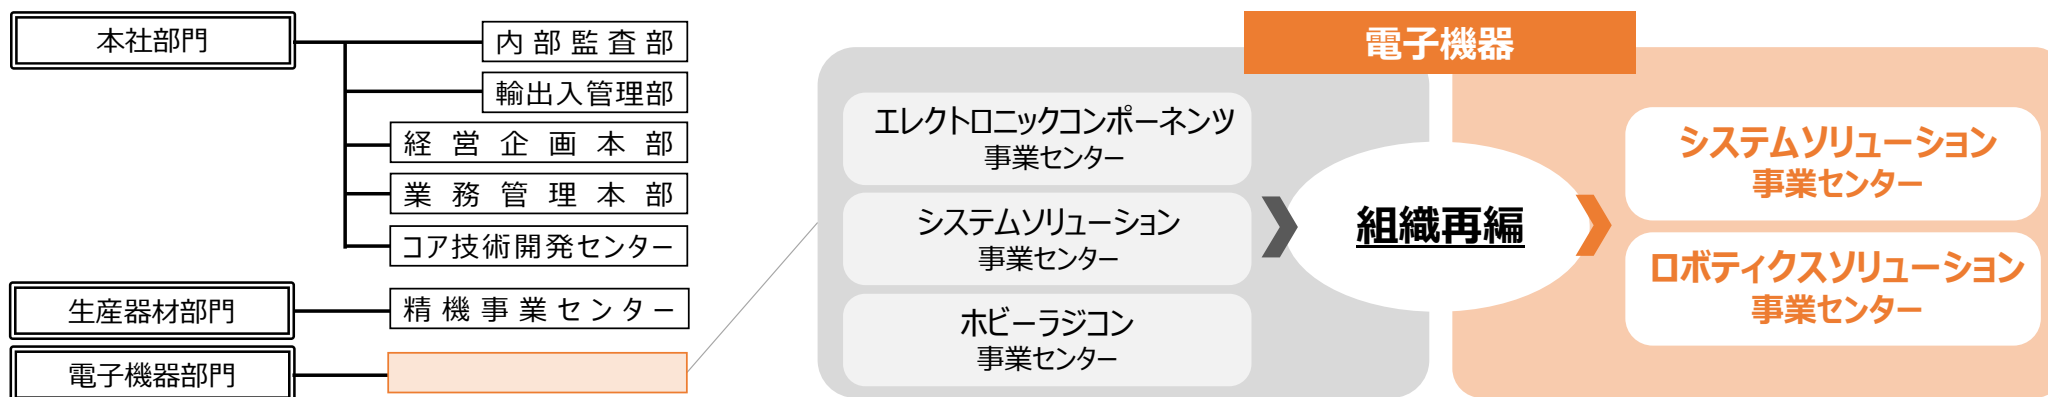 本社部門
内部監査部
輸出入管理部
経営企画本部
業務管理本部
コア技術開発センター
生産器材部門
精機事業センター
電子機器部門
電子機器
エレクトロニックコンポーネンツ
事業センター
システムソリューション
事業センター
ホビーラジコン
事業センター
組織再編
システムソリューション
事業センター
ロボティクスソリューション
事業センター